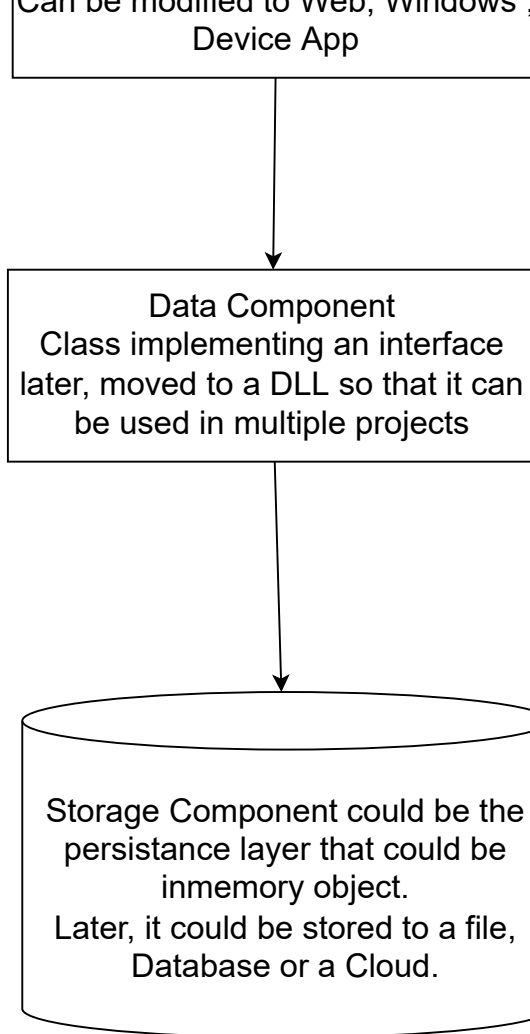 Can be modified to Web, Windows ,
Device App
Data Component
Class implementing an interface
later, moved to a DLL so that it can
be used in multiple projects
Storage Component could be the
persistance layer that could be
inmemory object.
Later, it could be stored to a file,
Database or a Cloud.